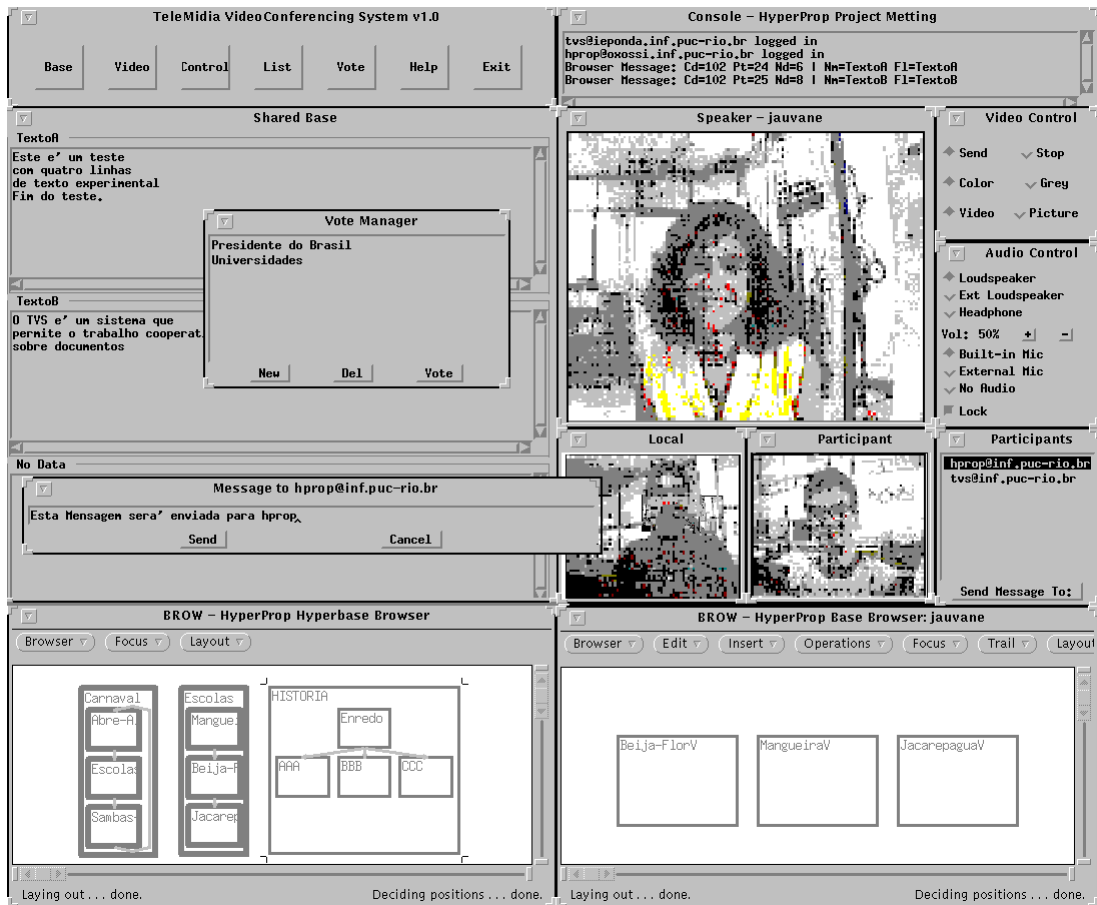 TeleMidia VideoConferencing System v1.0
Base Video Control List Vote Help Exit
Console – HyperProp Project Metting
tvs@ieponda.inf.puc-rio.br logged in
hprop@oxossi.inf.puc-rio.br logged in
Browser Message: Cd=102 Pt=24 Nd=6 | Nm=TextoA Fl=TextoA
Browser Message: Cd=102 Pt=25 Nd=8 | Nm=TextoB Fl=TextoB
Shared Base
TextoA
Este e' um teste
com quatro linhas
de texto experimental
Fim do teste.
Vote Manager
Presidente do Brasil
Universidades
New Del Vote
TextoB
O TVS e' um sistema que
permite o trabalho cooperat
sobre documentos
No Data
Message to hprop@inf.puc-rio.br
Esta Mensagem sera' enviada para hprop
Send Cancel
Speaker – jauvane
Video Control
Send Stop
Color Grey
Video Picture
Audio Control
Loudspeaker
Ext Loudspeaker
Headphone
Vol: 50% + -
Built-in Mic
External Mic
No Audio
Lock
Local
Participant
Participants
hprop@inf.puc-rio.br
tvs@inf.puc-rio.br
Send Message To:
BROW – HyperProp Hyperbase Browser
Browser Focus Layout
Carnaval
Abre-A
Escolas
Sambas-
Escolas
Mangue
Beija-F
Jacarep
HISTORIA
Enredo
AAA BBB CCC
Laying out ... done. Deciding positions ... done.
BROW – HyperProp Base Browser: jauvane
Browser Edit Insert Operations Focus Trail Layout
Beija-FlorV MangueiraV JacarepaguaV
Laying out ... done. Deciding positions ... done.